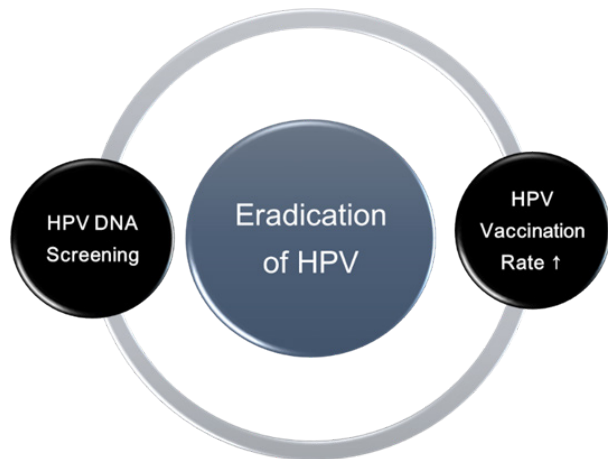 HPV DNA
Screening
Eradication
of HPV
HPV
Vaccination
Rate ↑